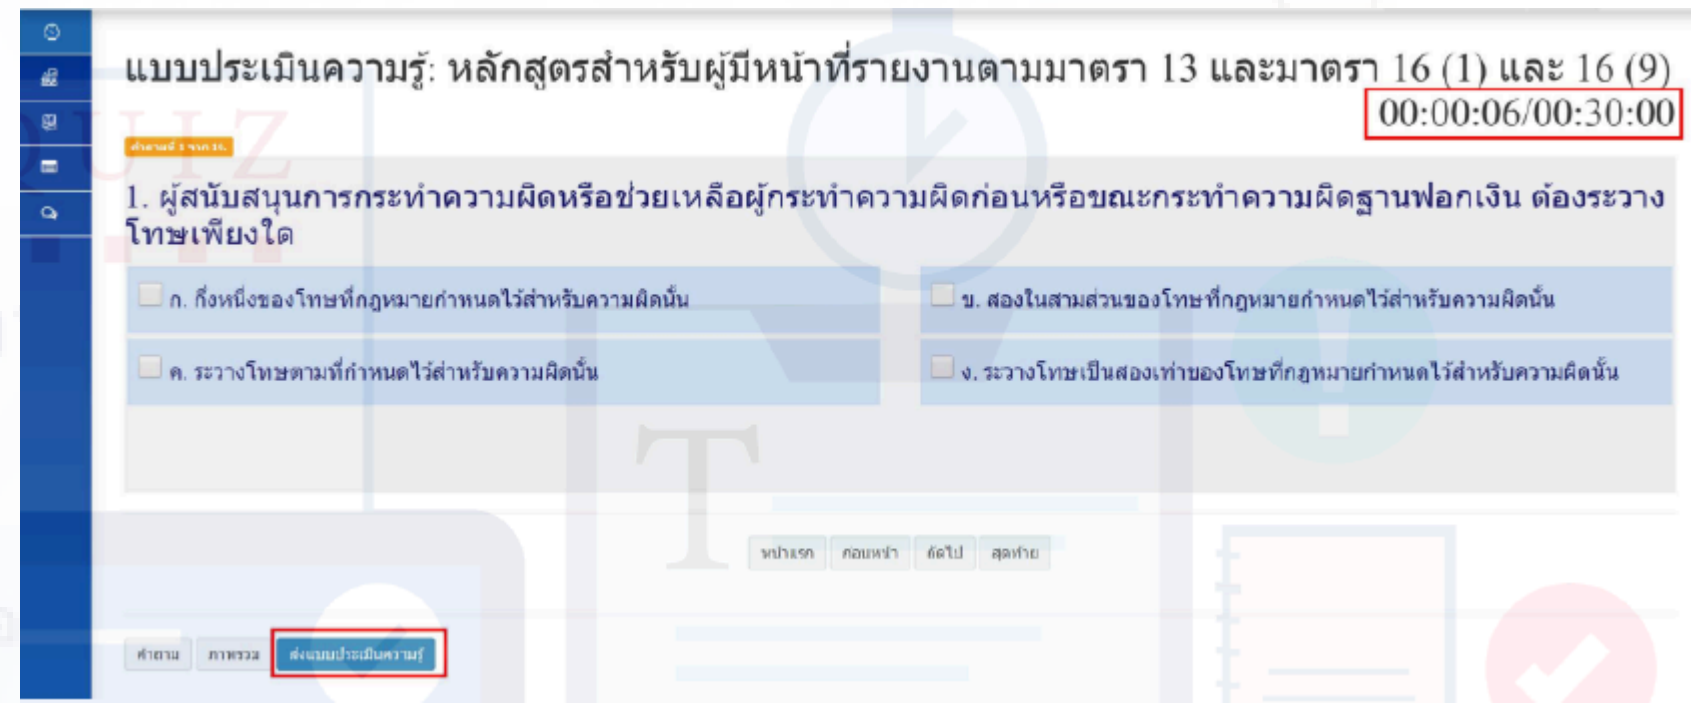 แบบประเมินความรู้: หลักสูตรสำหรับผู้มีหน้าที่รายงานตามมาตรา 13 และมาตรา 16 (1) และ 16 (9)
00:00:06/00:30:00
QUIZ
คำถามที่ 1 จาก 16.
1. ผู้สนับสนุนการกระทำความผิดหรือช่วยเหลือผู้กระทำความผิดก่อนหรือขณะกระทำความผิดฐานฟอกเงิน ต้องระวาง
โทษเพียงใด
ก. กึ่งหนึ่งของโทษที่กฎหมายกำหนดไว้สำหรับความผิดนั้น
ข. สองในสามส่วนของโทษที่กฎหมายกำหนดไว้สำหรับความผิดนั้น
ค. ระวางโทษตามที่กำหนดไว้สำหรับความผิดนั้น
ง. ระวางโทษเป็นสองเท่าของโทษที่กฎหมายกำหนดไว้สำหรับความผิดนั้น
T
หน้าแรก ก่อนหน้า ถัดไป สุดท้าย
คำถาม ภาพรวม ส่งแบบประเมินความรู้